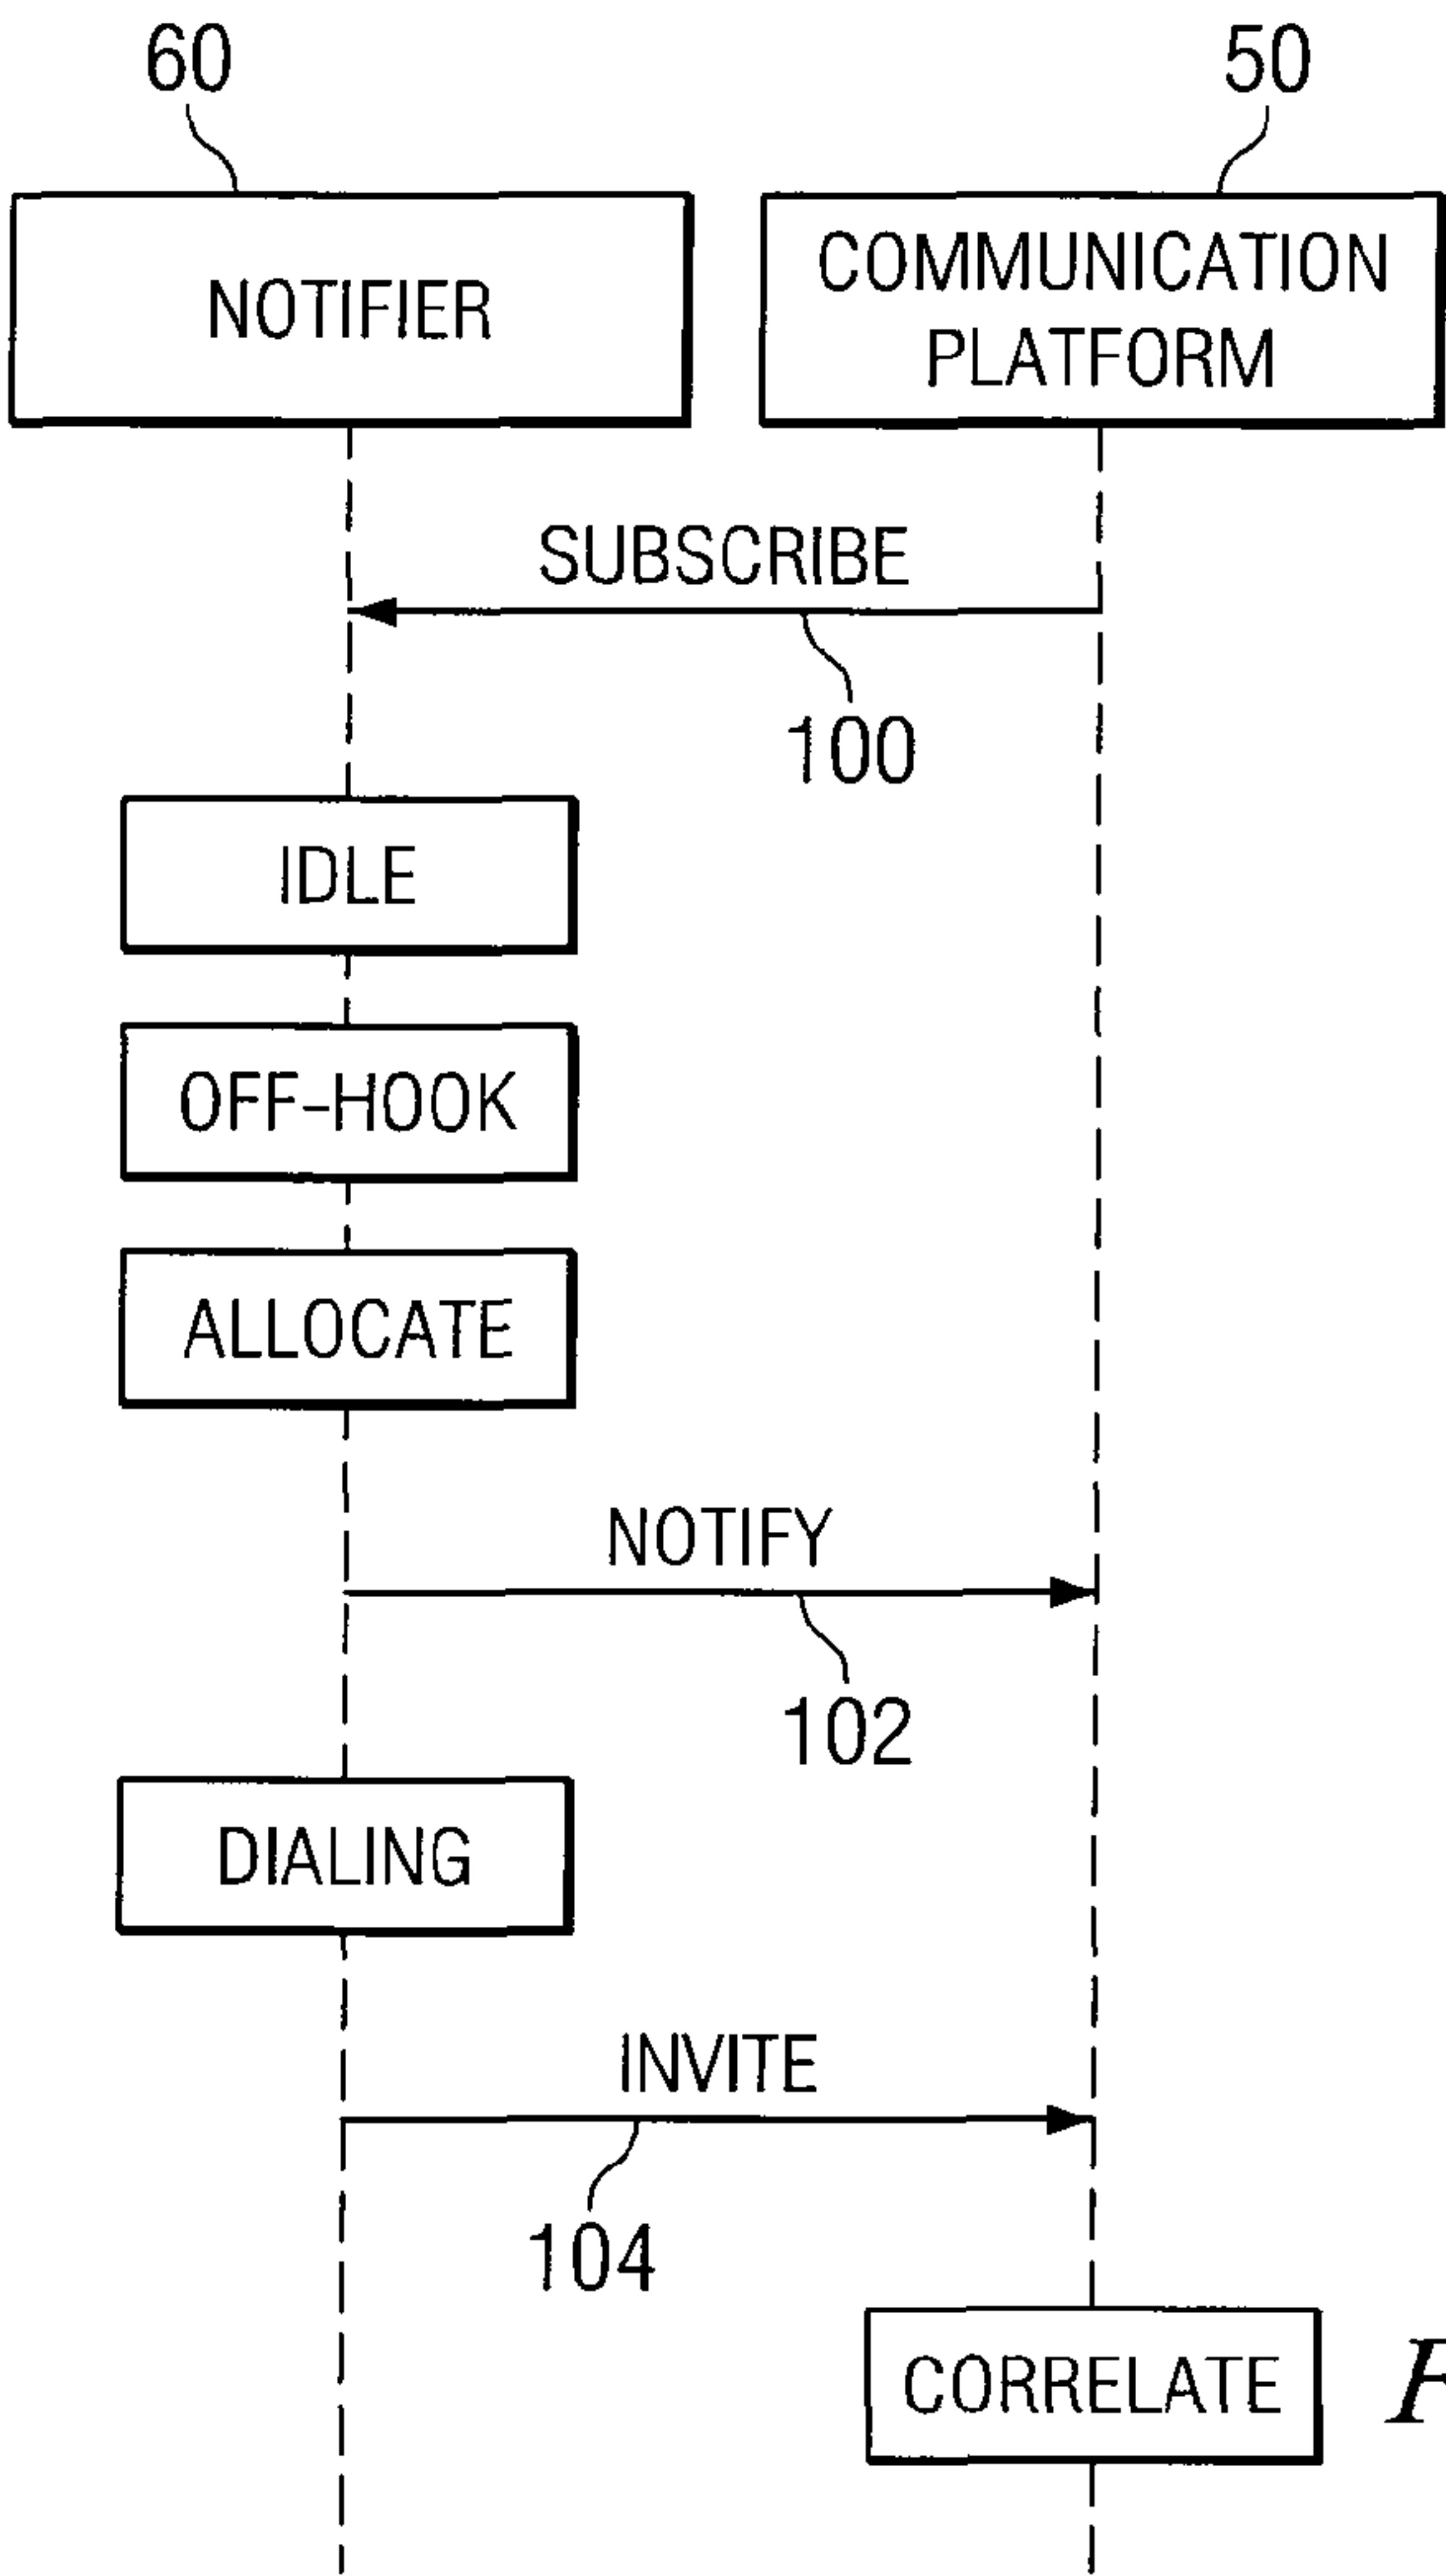 60
50
NOTIFIER
COMMUNICATION
PLATFORM
SUBSCRIBE
100
IDLE
OFF-HOOK
ALLOCATE
NOTIFY
102
DIALING
INVITE
104
CORRELATE